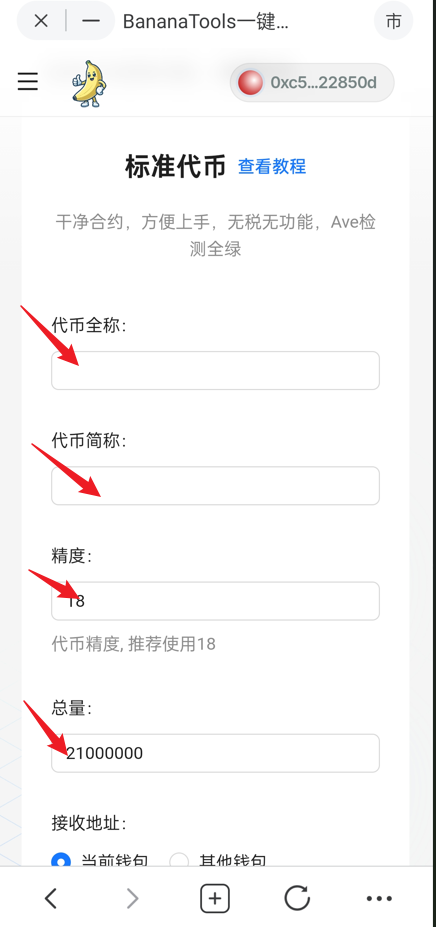 BananaTools一键...
市
0xc5...22850d
标准代币 查看教程
干净合约，方便上手，无税无功能，Ave检
测全绿
代币全称:
代币简称:
精度:
18
代币精度, 推荐使用18
总量:
21000000
接收地址:
当前钱包 其他钱包